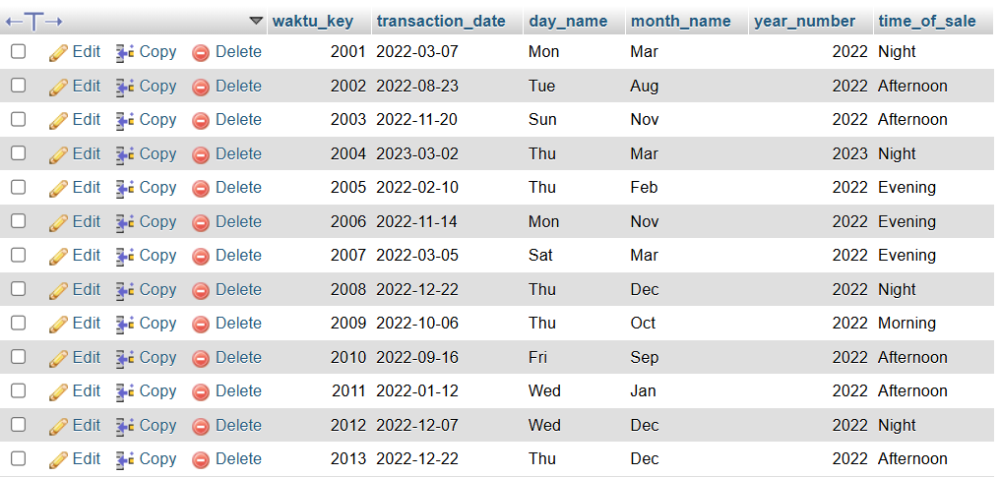 waktu_key transaction_date day_name month_name year_number time_of_sale
Edit Copy Delete 2001 2022-03-07 Mon Mar 2022 Night
Edit Copy Delete 2002 2022-08-23 Tue Aug 2022 Afternoon
Edit Copy Delete 2003 2022-11-20 Sun Nov 2022 Afternoon
Edit Copy Delete 2004 2023-03-02 Thu Mar 2023 Night
Edit Copy Delete 2005 2022-02-10 Thu Feb 2022 Evening
Edit Copy Delete 2006 2022-11-14 Mon Nov 2022 Evening
Edit Copy Delete 2007 2022-03-05 Sat Mar 2022 Evening
Edit Copy Delete 2008 2022-12-22 Thu Dec 2022 Night
Edit Copy Delete 2009 2022-10-06 Thu Oct 2022 Morning
Edit Copy Delete 2010 2022-09-16 Fri Sep 2022 Afternoon
Edit Copy Delete 2011 2022-01-12 Wed Jan 2022 Afternoon
Edit Copy Delete 2012 2022-12-07 Wed Dec 2022 Night
Edit Copy Delete 2013 2022-12-22 Thu Dec 2022 Afternoon